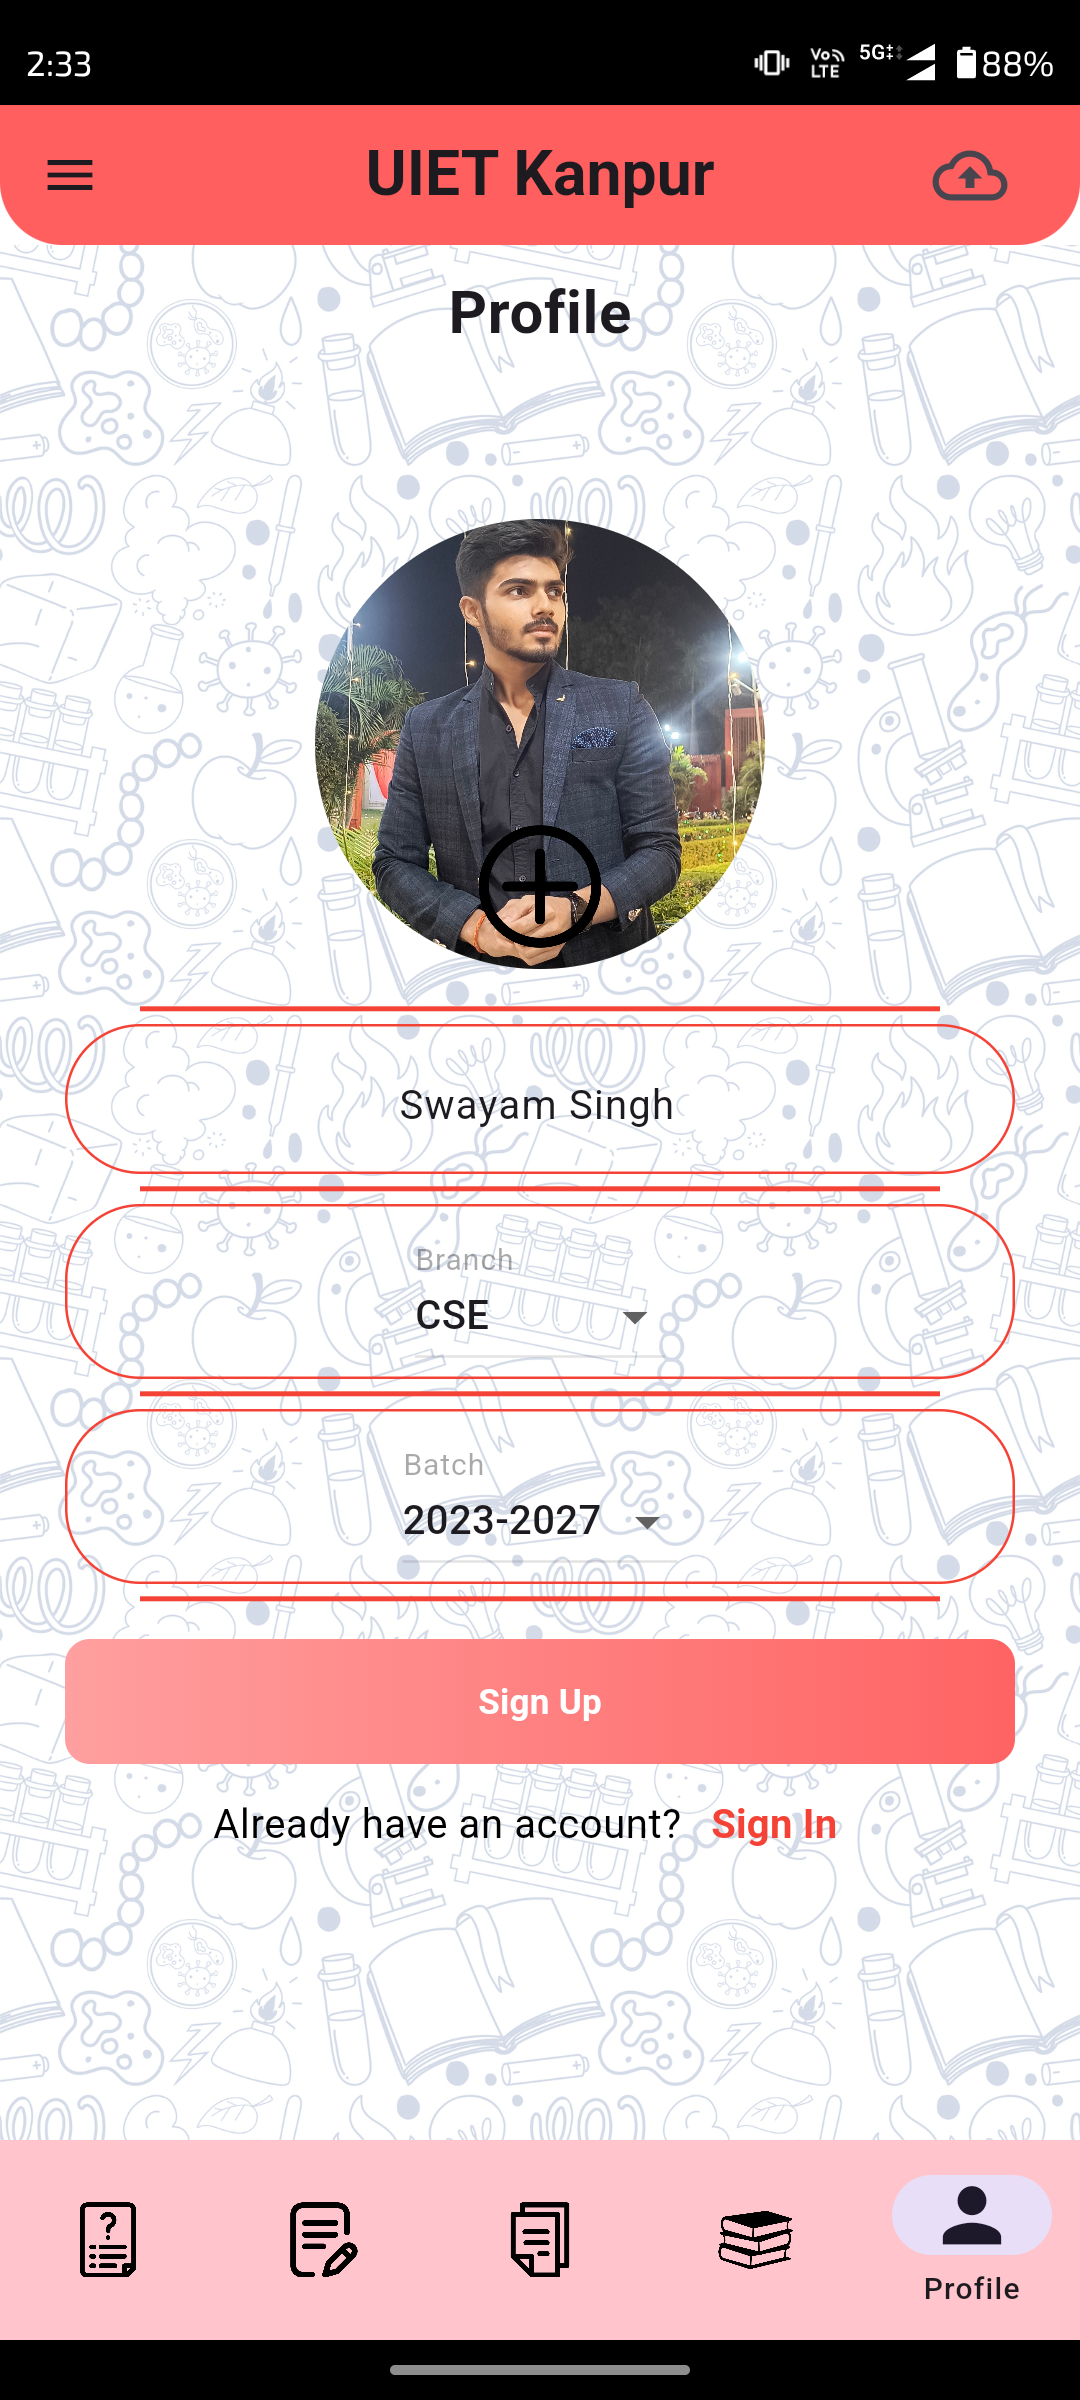 2:33 Vo LTE 5G 88%
UIET Kanpur
Profile
Swayam Singh
Branch
CSE
Batch
2023-2027
Sign Up
Already have an account? Sign In
?
Profile